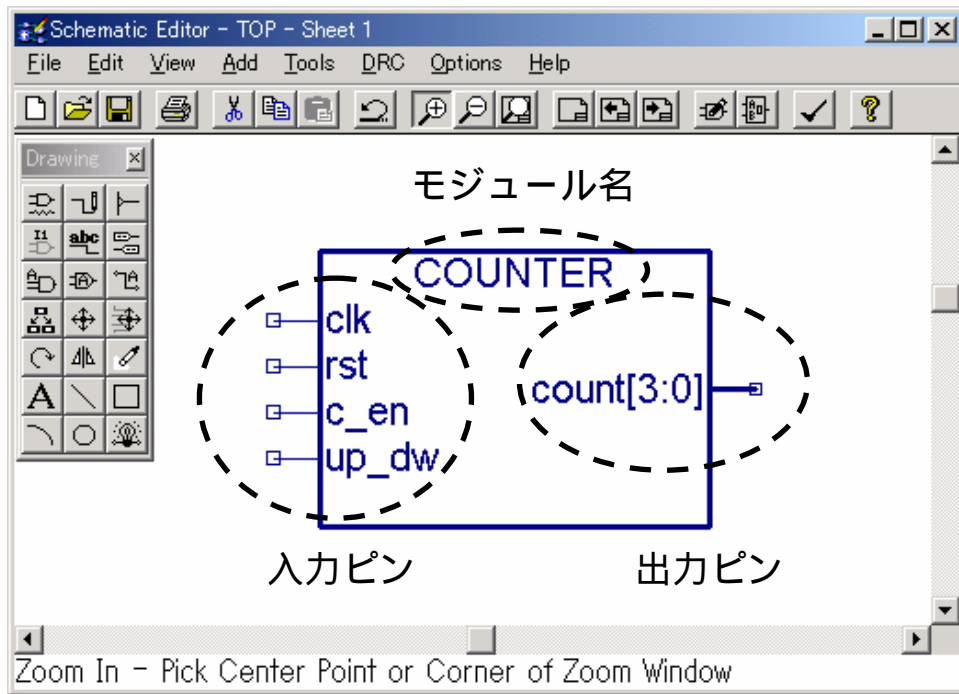 Schematic Editor - TOP - Sheet 1
File Edit View Add Tools DRC Options Help
Drawing
モジュール名
COUNTER
clk
rst
count[3:0]
c_en
up_dw
I1
abc
A
入力ピン
出力ピン
Zoom In - Pick Center Point or Corner of Zoom Window